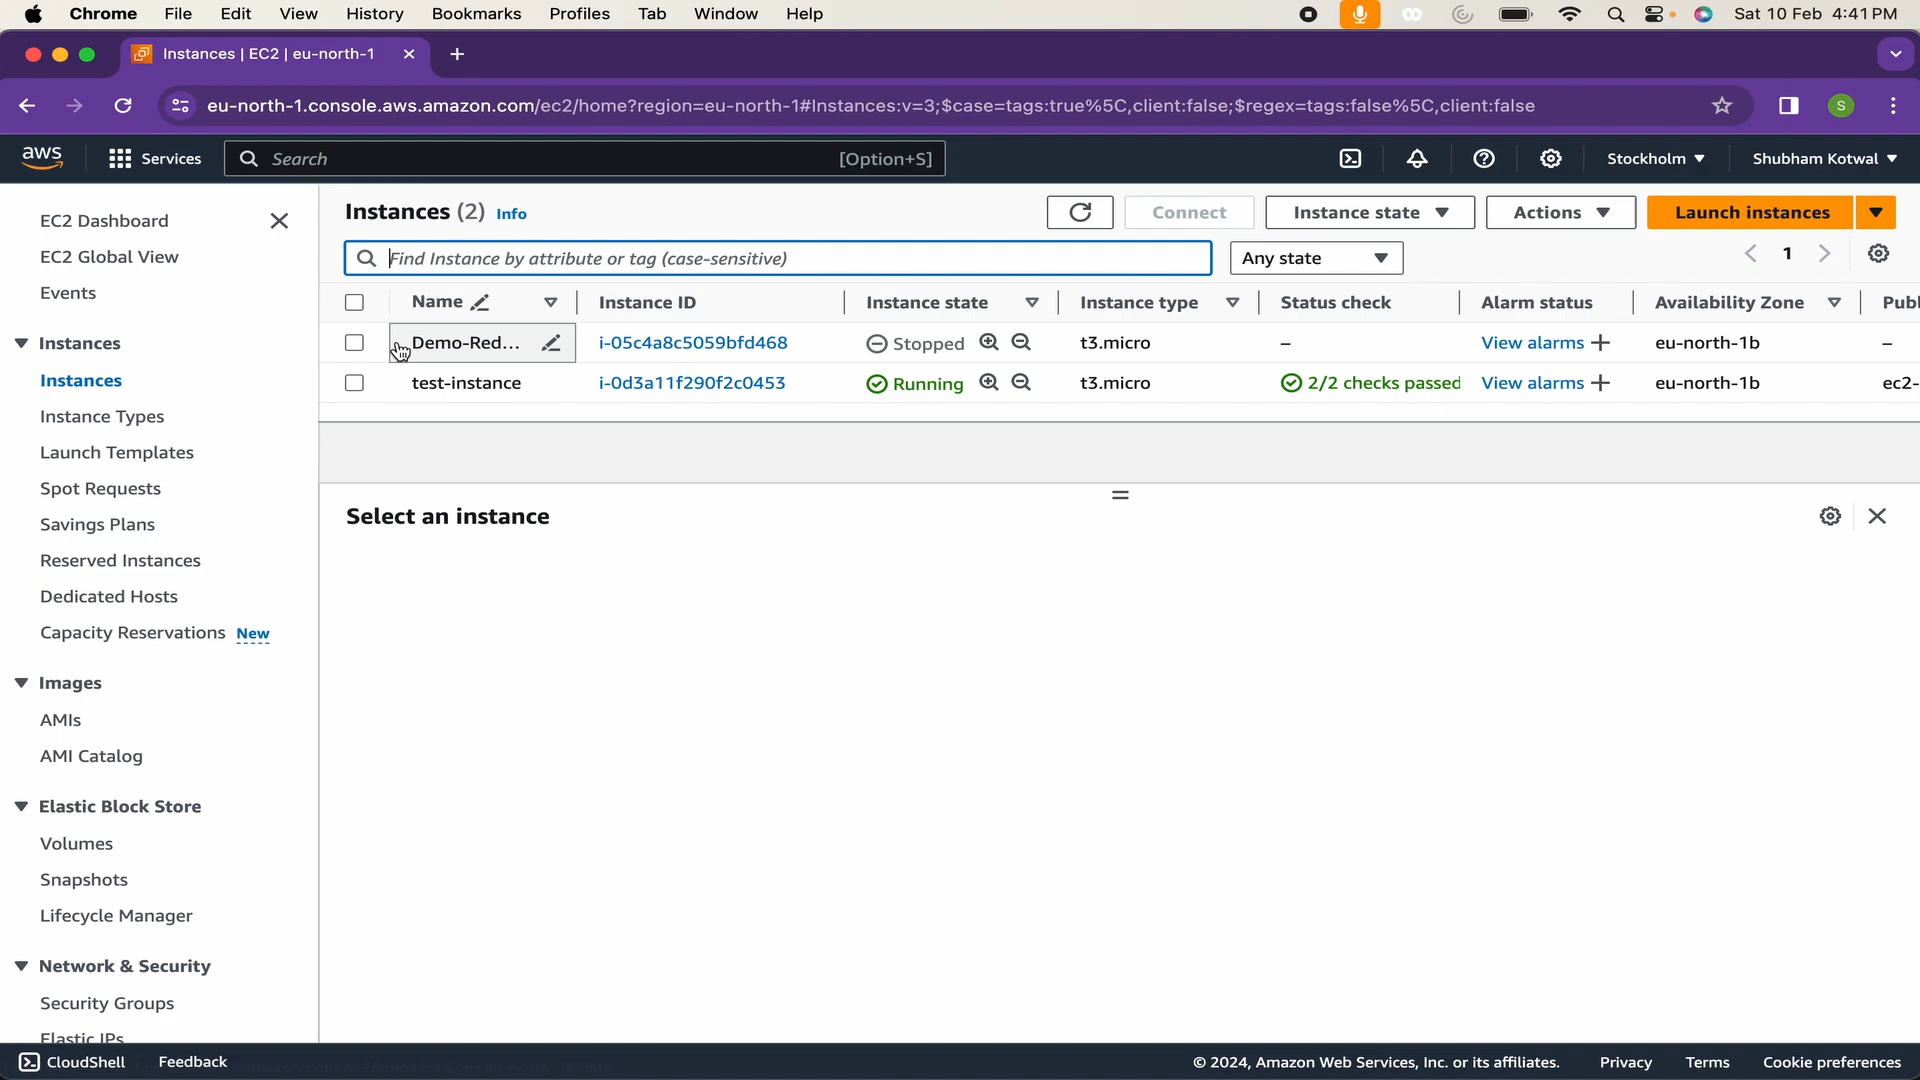 Chrome File Edit View History Bookmarks Profiles Tab Window Help Sat 10 Feb 4:41 PM
Instances | EC2 | eu-north-1
eu-north-1.console.aws.amazon.com/ec2/home?region=eu-north-1#Instances:v=3;$case=tags:true%5C,client:false;$regex=tags:false%5C,client:false S
aws Services Search [Option+S] Stockholm Shubham Kotwal
EC2 Dashboard
EC2 Global View
Events
Instances
Instances
Instance Types
Launch Templates
Spot Requests
Savings Plans
Reserved Instances
Dedicated Hosts
Capacity Reservations New
Images
AMIs
AMI Catalog
Elastic Block Store
Volumes
Snapshots
Lifecycle Manager
Network & Security
Security Groups
Elastic IPs
Instances (2) Info Connect Instance state Actions Launch instances
Find Instance by attribute or tag (case-sensitive) Any state 1
Name Instance ID Instance state Instance type Status check Alarm status Availability Zone Publ
Demo-Red... i-05c4a8c5059bfd468 Stopped t3.micro – View alarms + eu-north-1b –
test-instance i-0d3a11f290f2c0453 Running t3.micro 2/2 checks passed View alarms + eu-north-1b ec2-
Select an instance
CloudShell Feedback © 2024, Amazon Web Services, Inc. or its affiliates. Privacy Terms Cookie preferences